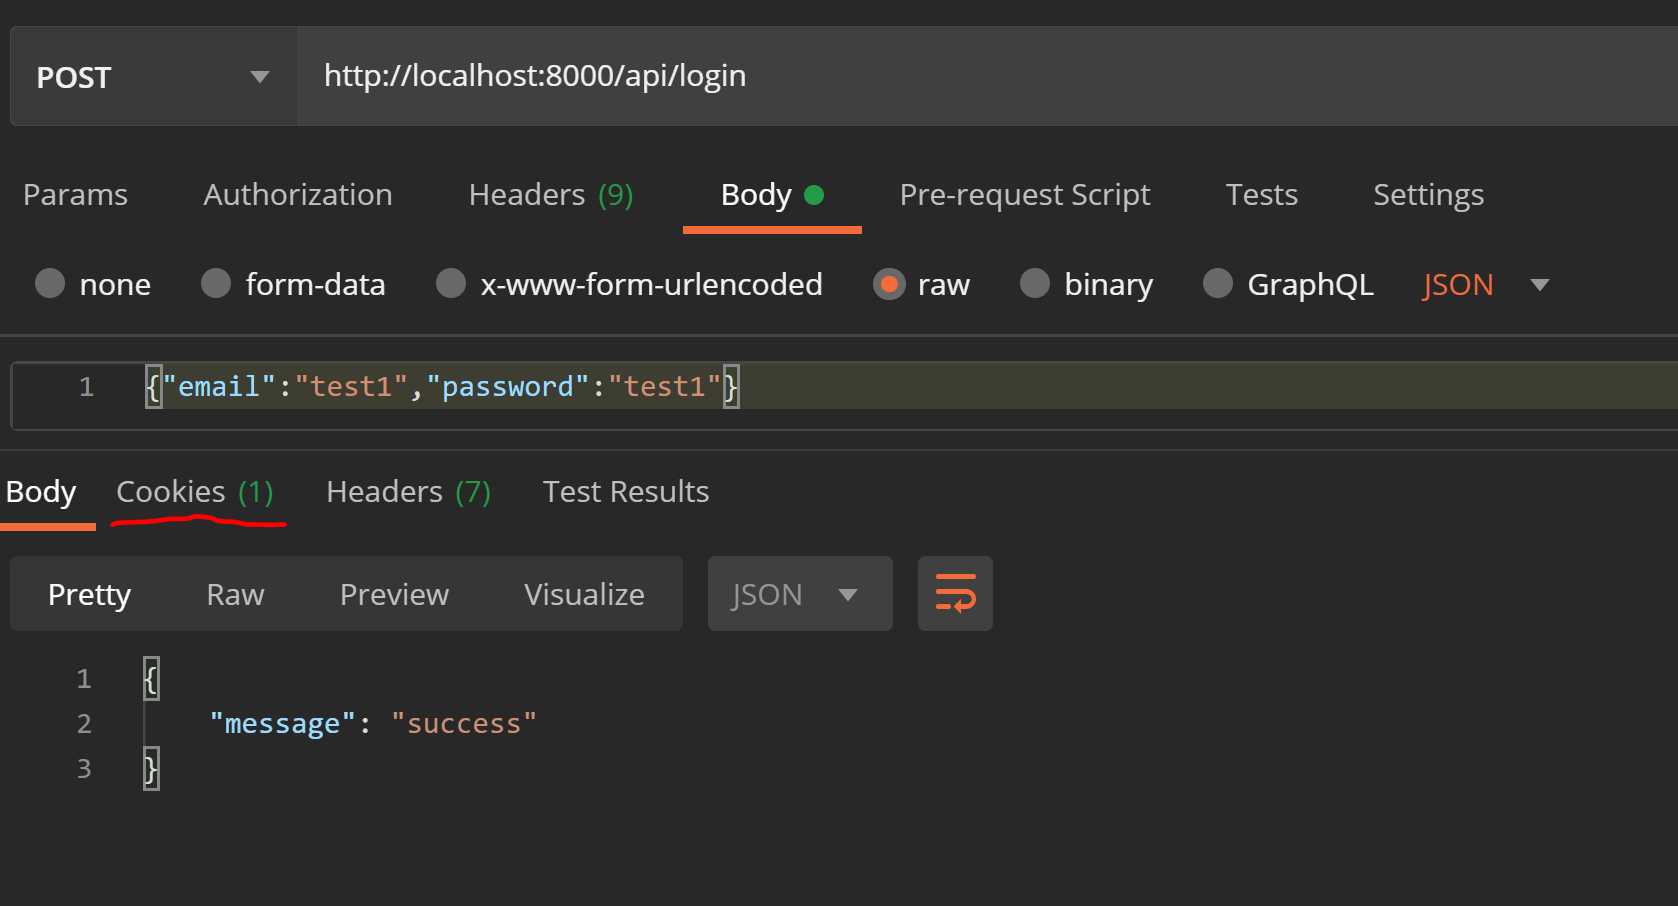 POST http://localhost:8000/api/login
Params Authorization Headers (9) Body Pre-request Script Tests Settings
none form-data x-www-form-urlencoded raw binary GraphQL JSON
1 {"email":"test1","password":"test1"}
Body Cookies (1) Headers (7) Test Results
Pretty Raw Preview Visualize JSON
1 {
2 "message": "success"
3 }